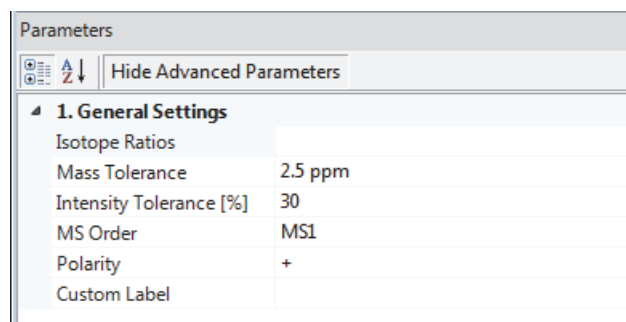 Parameters
A Z Hide Advanced Parameters
1. General Settings
Isotope Ratios
Mass Tolerance 2.5 ppm
Intensity Tolerance [%] 30
MS Order MS1
Polarity +
Custom Label